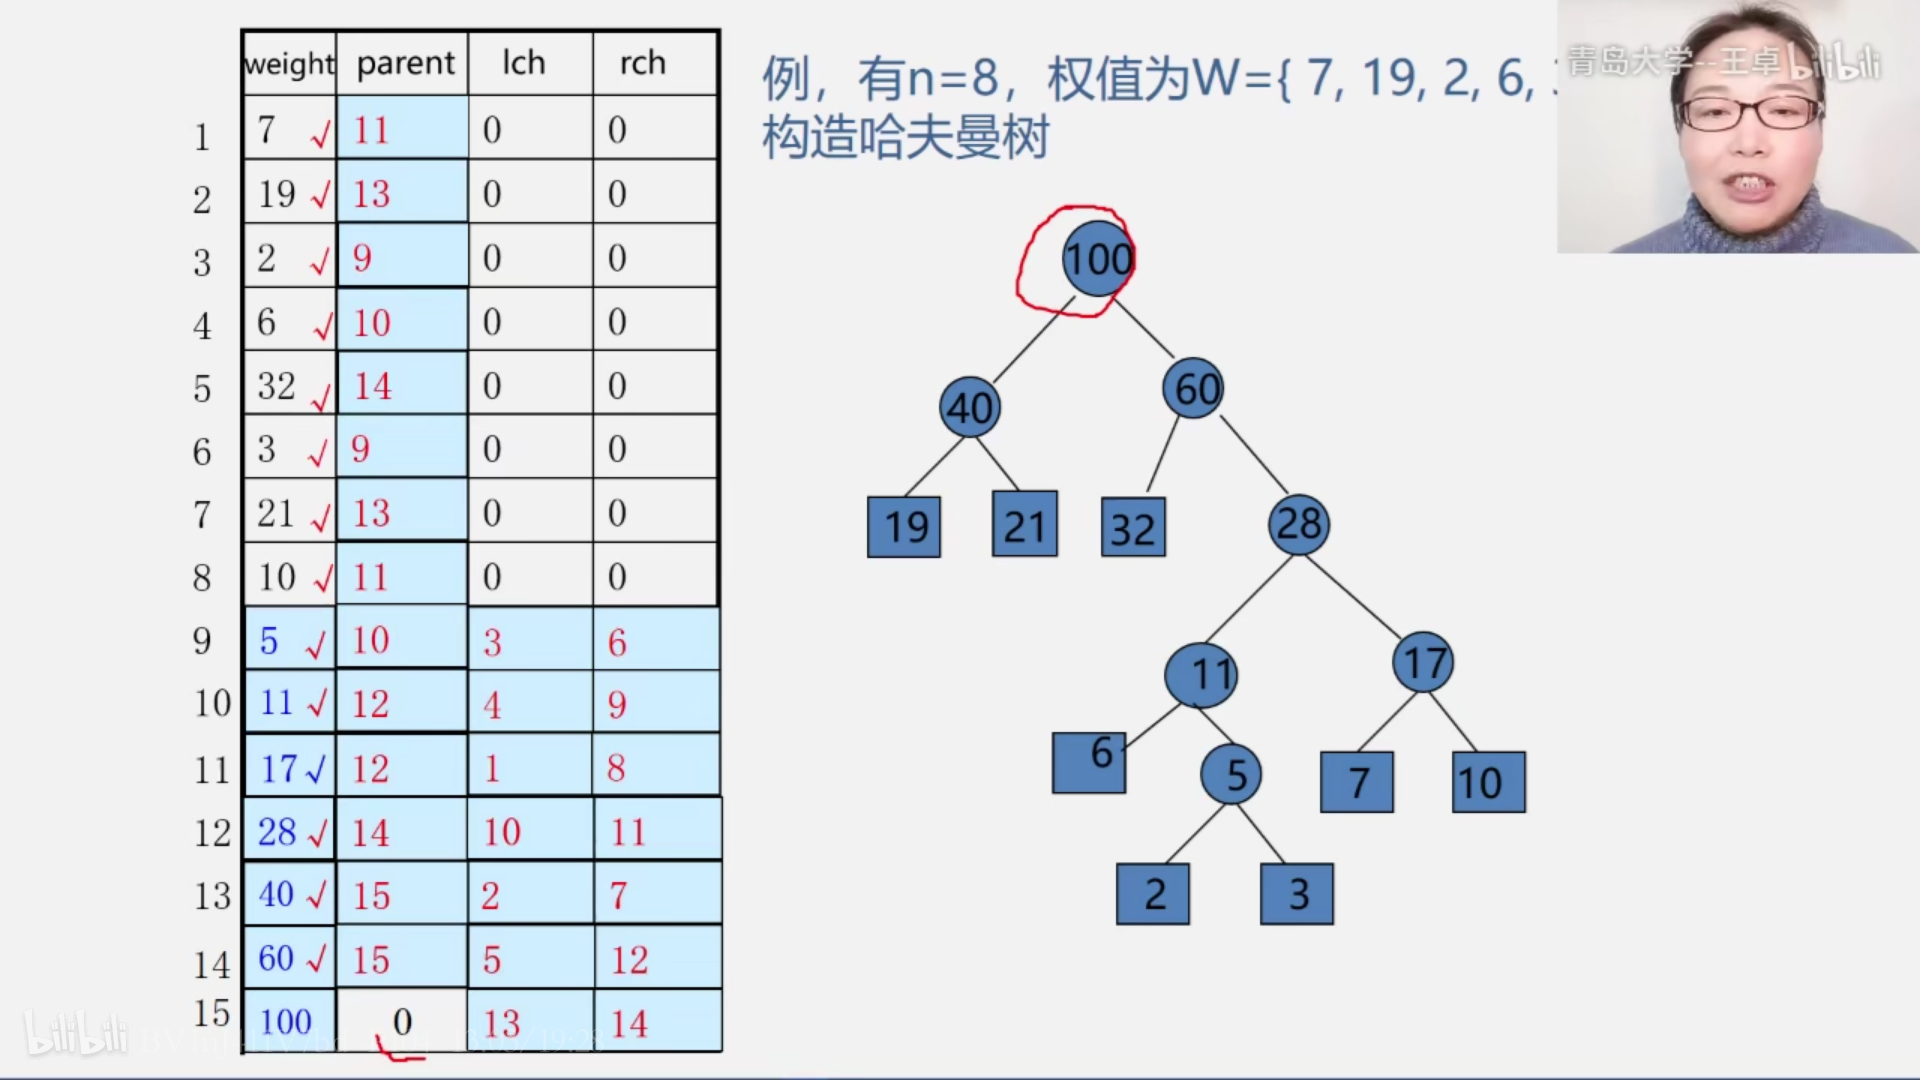 weight parent lch rch
1 7 √ 11 0 0
2 19 √ 13 0 0
3 2 √ 9 0 0
4 6 √ 10 0 0
5 32 √ 14 0 0
6 3 √ 9 0 0
7 21 √ 13 0 0
8 10 √ 11 0 0
9 5 √ 10 3 6
10 11 √ 12 4 9
11 17 √ 12 1 8
12 28 √ 14 10 11
13 40 √ 15 2 7
14 60 √ 15 5 12
15 100 0 13 14
例，有n=8，权值为W={ 7, 19, 2, 6,
构造哈夫曼树
100
40 60
19 21 32 28
11 17
6 5 7 10
2 3
青岛大学--王卓 bilibili
bilibili